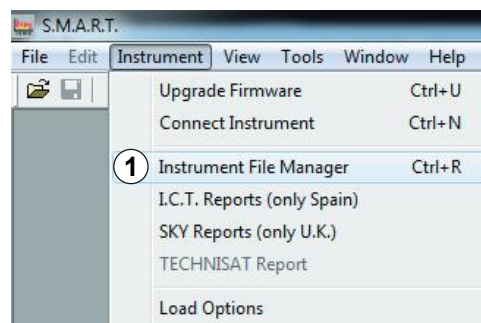 S.M.A.R.T.
File Edit Instrument View Tools Window Help
Upgrade Firmware Ctrl+U
Connect Instrument Ctrl+N
1 Instrument File Manager Ctrl+R
I.C.T. Reports (only Spain)
SKY Reports (only U.K.)
TECHNISAT Report
Load Options